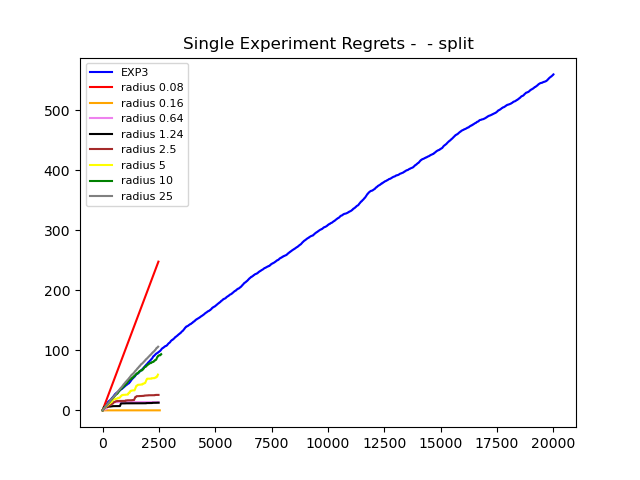 Single Experiment Regrets -  - split
EXP3
radius 0.08
radius 0.16
radius 0.64
radius 1.24
radius 2.5
radius 5
radius 10
radius 25
500
400
300
200
100
0
0 2500 5000 7500 10000 12500 15000 17500 20000